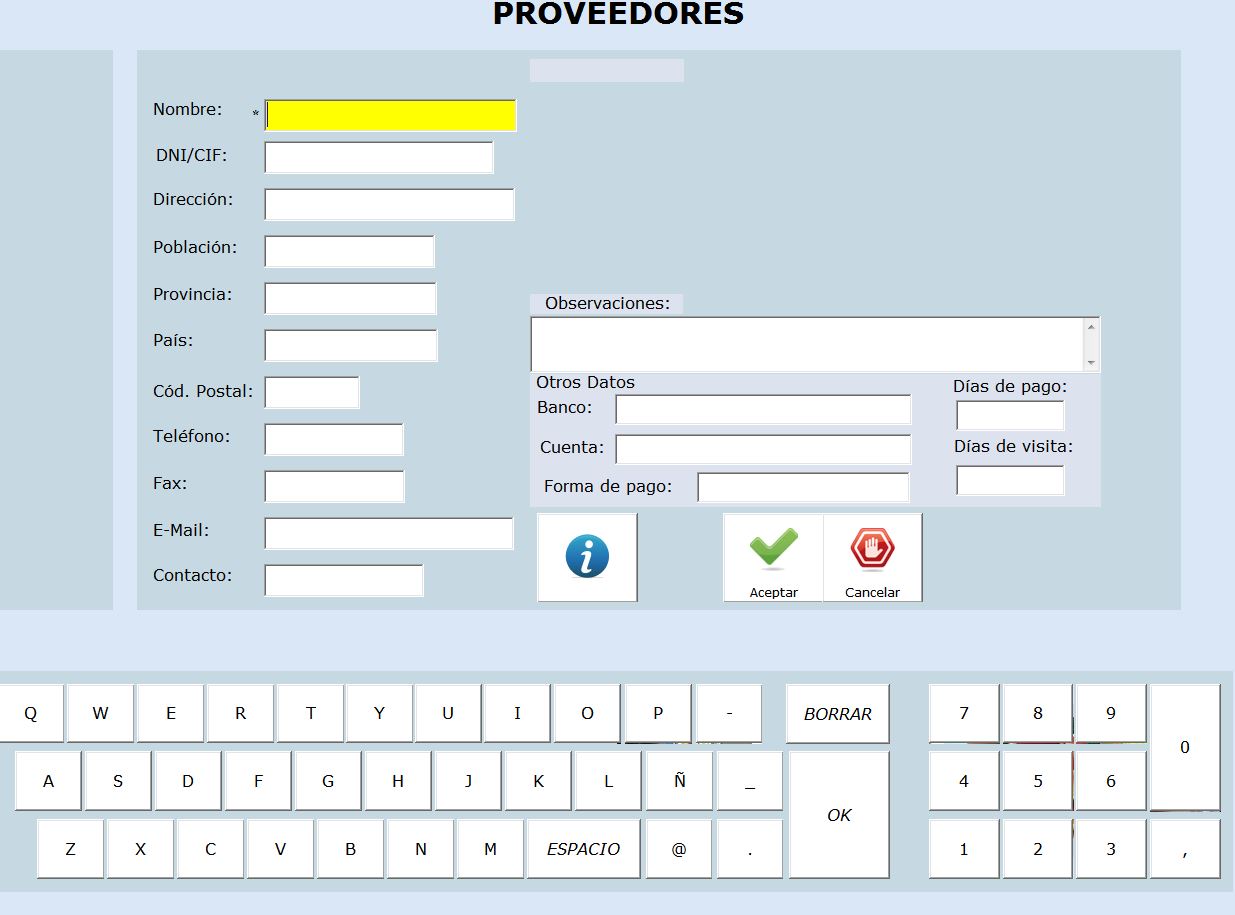 PROVEEDORES
Nombre: *
DNI/CIF:
Dirección:
Población:
Provincia:
País:
Cód. Postal:
Teléfono:
Fax:
E-Mail:
Contacto:
Observaciones:
Otros Datos
Banco:
Cuenta:
Forma de pago:
Días de pago:
Días de visita:
Aceptar Cancelar
Q W E R T Y U I O P - BORRAR 7 8 9 0
A S D F G H J K L Ñ _ OK 4 5 6
Z X C V B N M ESPACIO @ . 1 2 3 ,